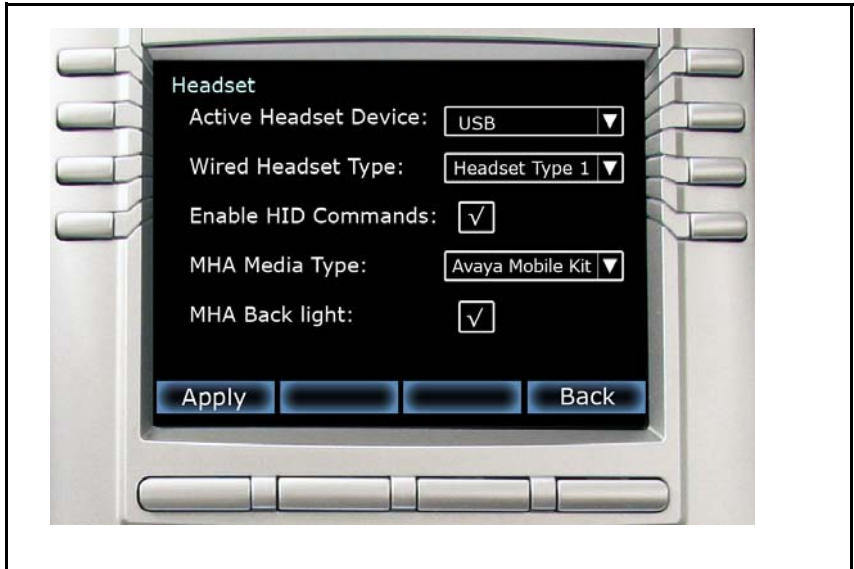 Headset
Active Headset Device: USB
Wired Headset Type: Headset Type 1
Enable HID Commands: √
MHA Media Type: Avaya Mobile Kit
MHA Back light: √
Apply Back